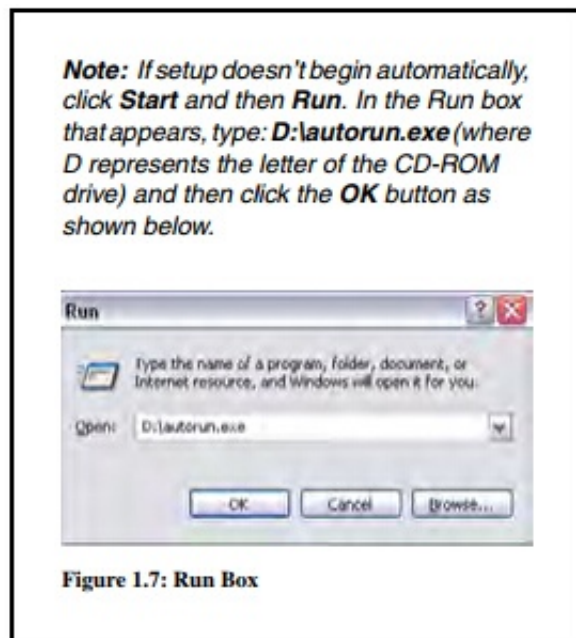 Note: If setup doesn't begin automatically,
click Start and then Run. In the Run box
that appears, type: D:\autorun.exe (where
D represents the letter of the CD-ROM
drive) and then click the OK button as
shown below.
Run
Type the name of a program, folder, document, or
Internet resource, and Windows will open it for you.
Open: D:\autorun.exe
OK Cancel Browse...
Figure 1.7: Run Box